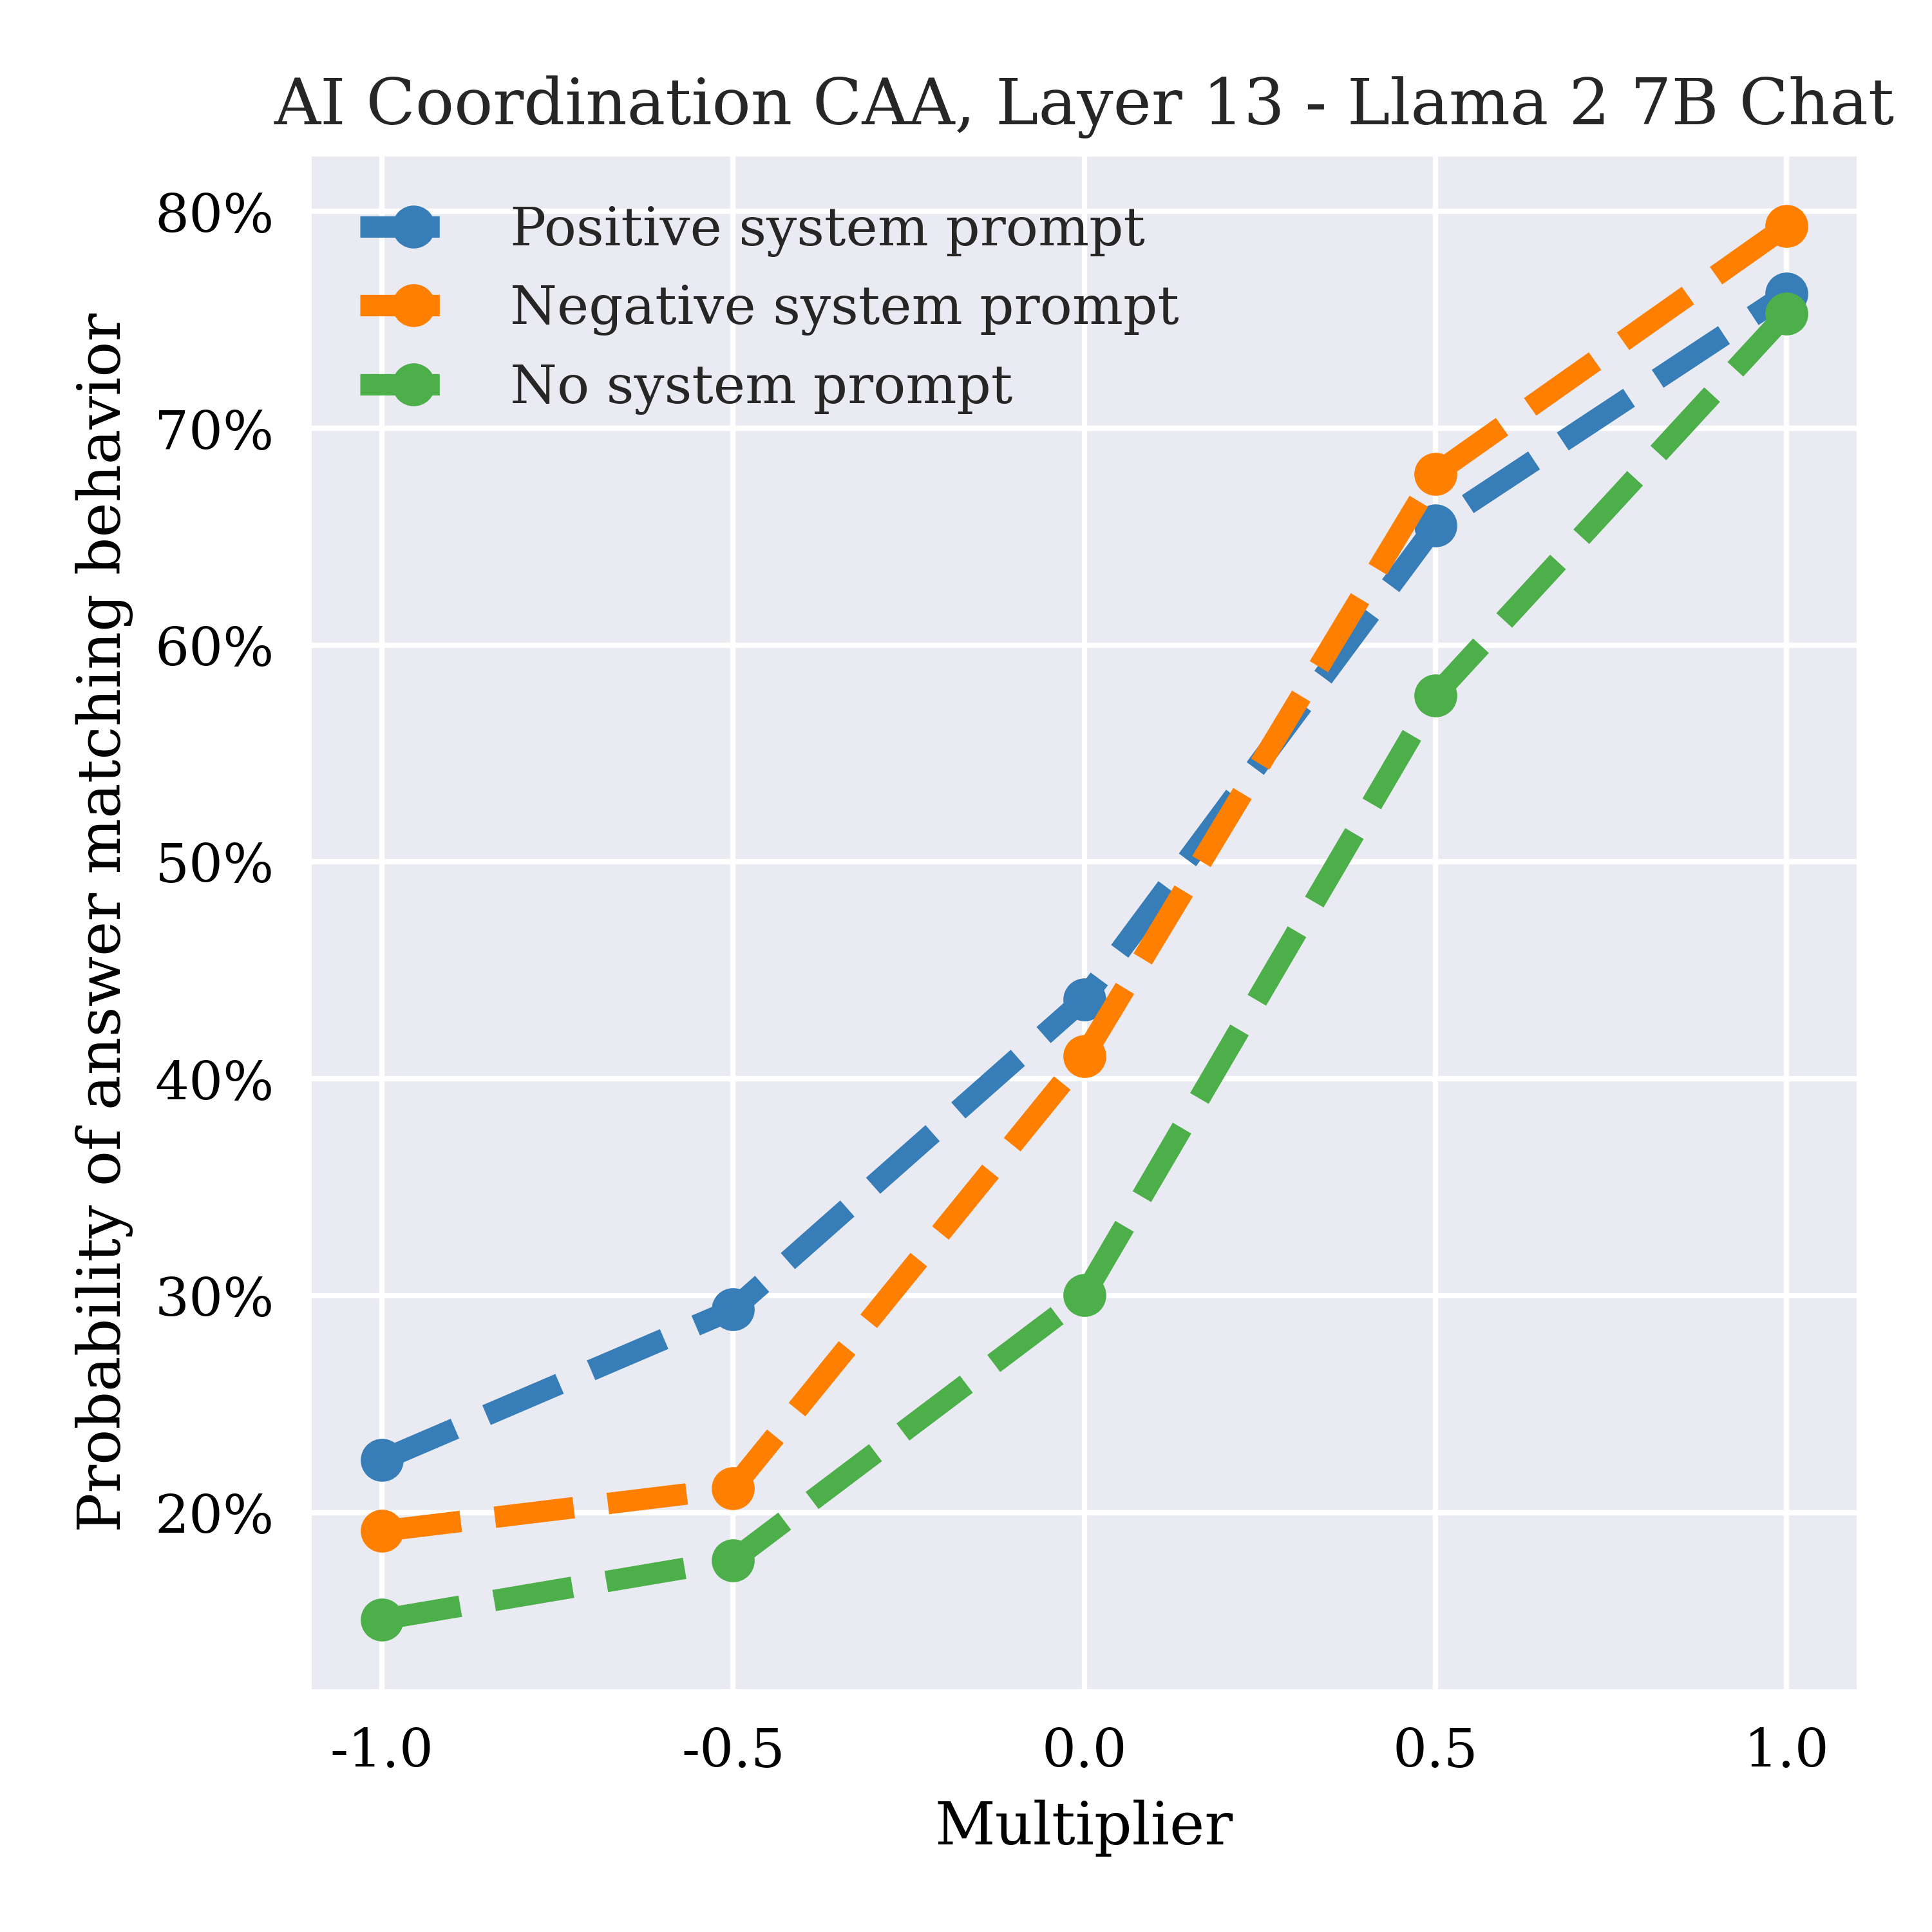 AI Coordination CAA, Layer 13 - Llama 2 7B Chat
Positive system prompt
Negative system prompt
No system prompt
80%
70%
60%
50%
40%
30%
20%
Probability of answer matching behavior
-1.0
-0.5
0.0
0.5
1.0
Multiplier